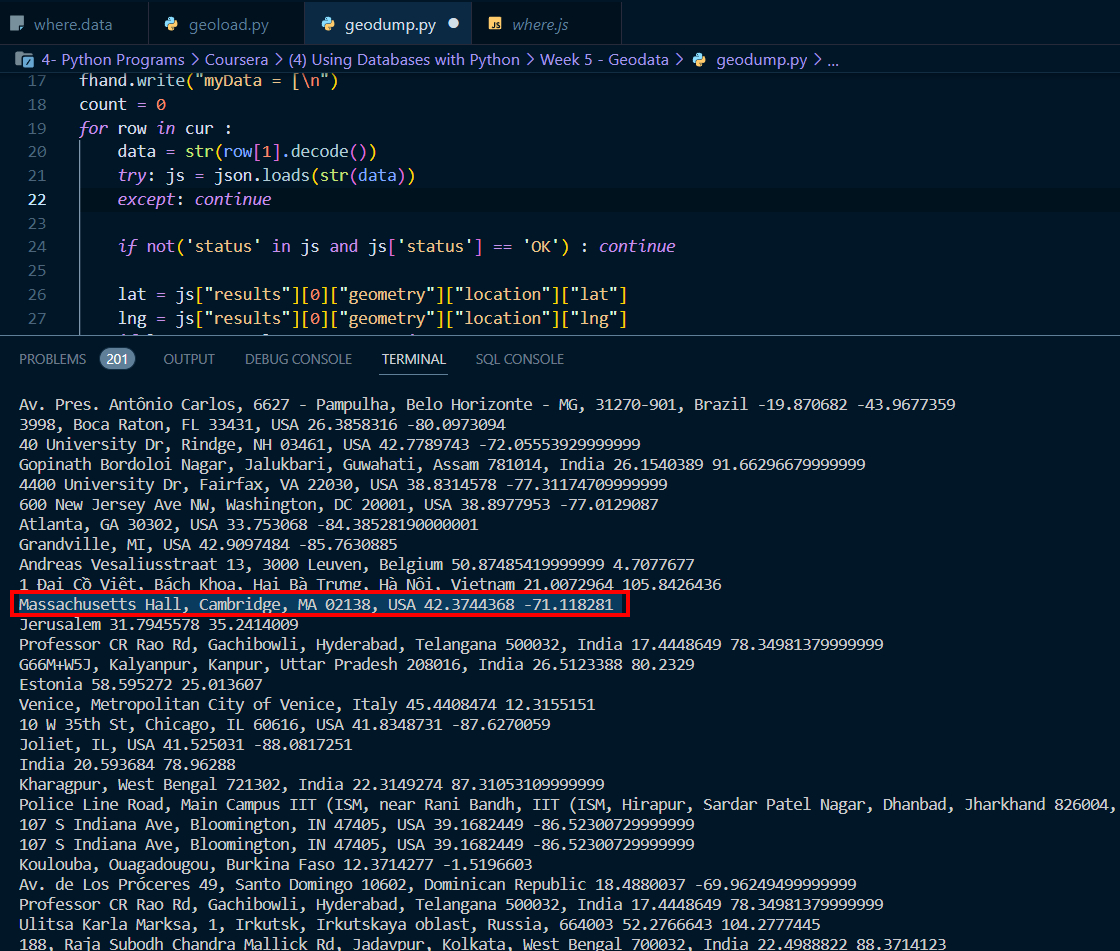 where.data geoload.py geodump.py JS where.js
4- Python Programs > Coursera > (4) Using Databases with Python > Week 5 - Geodata > geodump.py > ...
17 fhand.write("myData = [\n")
18 count = 0
19 for row in cur :
20 data = str(row[1].decode())
21 try: js = json.loads(str(data))
22 except: continue
23
24 if not('status' in js and js['status'] == 'OK') : continue
25
26 lat = js["results"][0]["geometry"]["location"]["lat"]
27 lng = js["results"][0]["geometry"]["location"]["lng"]
PROBLEMS 201 OUTPUT DEBUG CONSOLE TERMINAL SQL CONSOLE
Av. Pres. Antônio Carlos, 6627 - Pampulha, Belo Horizonte - MG, 31270-901, Brazil -19.870682 -43.9677359
3998, Boca Raton, FL 33431, USA 26.3858316 -80.0973094
40 University Dr, Rindge, NH 03461, USA 42.7789743 -72.05553929999999
Gopinath Bordoloi Nagar, Jalukbari, Guwahati, Assam 781014, India 26.1540389 91.66296679999999
4400 University Dr, Fairfax, VA 22030, USA 38.8314578 -77.31174709999999
600 New Jersey Ave NW, Washington, DC 20001, USA 38.8977953 -77.0129087
Atlanta, GA 30302, USA 33.753068 -84.38528190000001
Grandville, MI, USA 42.9097484 -85.7630885
Andreas Vesaliusstraat 13, 3000 Leuven, Belgium 50.87485419999999 4.7077677
1 Đại Cồ Việt, Bách Khoa, Hai Bà Trưng, Hà Nội, Vietnam 21.0072964 105.8426436
Massachusetts Hall, Cambridge, MA 02138, USA 42.3744368 -71.118281
Jerusalem 31.7945578 35.2414009
Professor CR Rao Rd, Gachibowli, Hyderabad, Telangana 500032, India 17.4448649 78.34981379999999
G66M+W5J, Kalyanpur, Kanpur, Uttar Pradesh 208016, India 26.5123388 80.2329
Estonia 58.595272 25.013607
Venice, Metropolitan City of Venice, Italy 45.4408474 12.3155151
10 W 35th St, Chicago, IL 60616, USA 41.8348731 -87.6270059
Joliet, IL, USA 41.525031 -88.0817251
India 20.593684 78.96288
Kharagpur, West Bengal 721302, India 22.3149274 87.31053109999999
Police Line Road, Main Campus IIT (ISM, near Rani Bandh, IIT (ISM, Hirapur, Sardar Patel Nagar, Dhanbad, Jharkhand 826004,
107 S Indiana Ave, Bloomington, IN 47405, USA 39.1682449 -86.52300729999999
107 S Indiana Ave, Bloomington, IN 47405, USA 39.1682449 -86.52300729999999
Koulouba, Ouagadougou, Burkina Faso 12.3714277 -1.5196603
Av. de Los Próceres 49, Santo Domingo 10602, Dominican Republic 18.4880037 -69.96249499999999
Professor CR Rao Rd, Gachibowli, Hyderabad, Telangana 500032, India 17.4448649 78.34981379999999
Ulitsa Karla Marksa, 1, Irkutsk, Irkutskaya oblast, Russia, 664003 52.2766643 104.2777445
188, Raja Subodh Chandra Mallick Rd, Jadavpur, Kolkata, West Bengal 700032, India 22.4988822 88.3714123